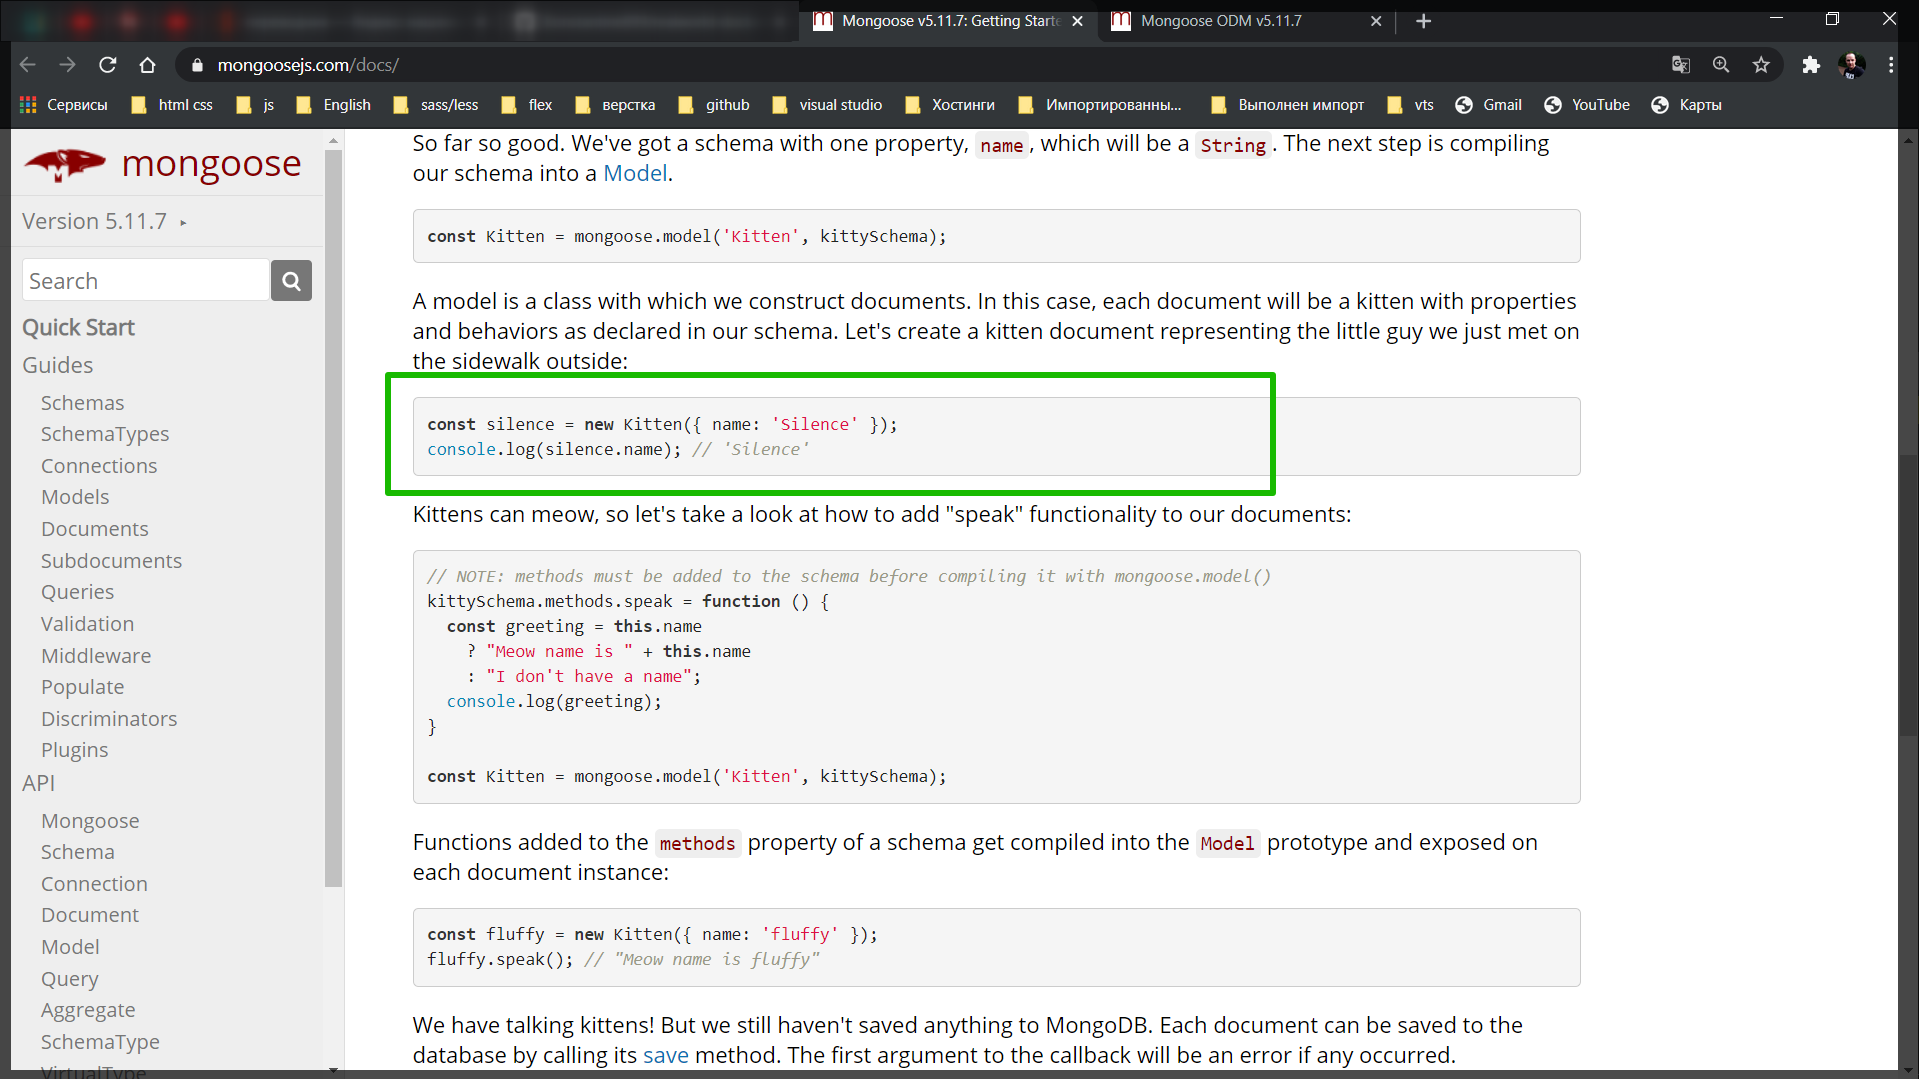 Mongoose v5.11.7: Getting Starte
Mongoose ODM v5.11.7
mongoosejs.com/docs/
Сервисы
html css
js
English
sass/less
flex
верстка
github
visual studio
Хостинги
Импортированны...
Выполнен импорт
vts
Gmail
YouTube
Карты
mongoose
Version 5.11.7
Search
Quick Start
Guides
Schemas
SchemaTypes
Connections
Models
Documents
Subdocuments
Queries
Validation
Middleware
Populate
Discriminators
Plugins
API
Mongoose
Schema
Connection
Document
Model
Query
Aggregate
SchemaType
VirtualType
So far so good. We've got a schema with one property, name, which will be a String. The next step is compiling
our schema into a Model.
const Kitten = mongoose.model('Kitten', kittySchema);
A model is a class with which we construct documents. In this case, each document will be a kitten with properties
and behaviors as declared in our schema. Let's create a kitten document representing the little guy we just met on
the sidewalk outside:
const silence = new Kitten({ name: 'Silence' });
console.log(silence.name); // 'Silence'
Kittens can meow, so let's take a look at how to add "speak" functionality to our documents:
// NOTE: methods must be added to the schema before compiling it with mongoose.model()
kittySchema.methods.speak = function () {
const greeting = this.name
? "Meow name is " + this.name
: "I don't have a name";
console.log(greeting);
}
const Kitten = mongoose.model('Kitten', kittySchema);
Functions added to the methods property of a schema get compiled into the Model prototype and exposed on
each document instance:
const fluffy = new Kitten({ name: 'fluffy' });
fluffy.speak(); // "Meow name is fluffy"
We have talking kittens! But we still haven't saved anything to MongoDB. Each document can be saved to the
database by calling its save method. The first argument to the callback will be an error if any occurred.